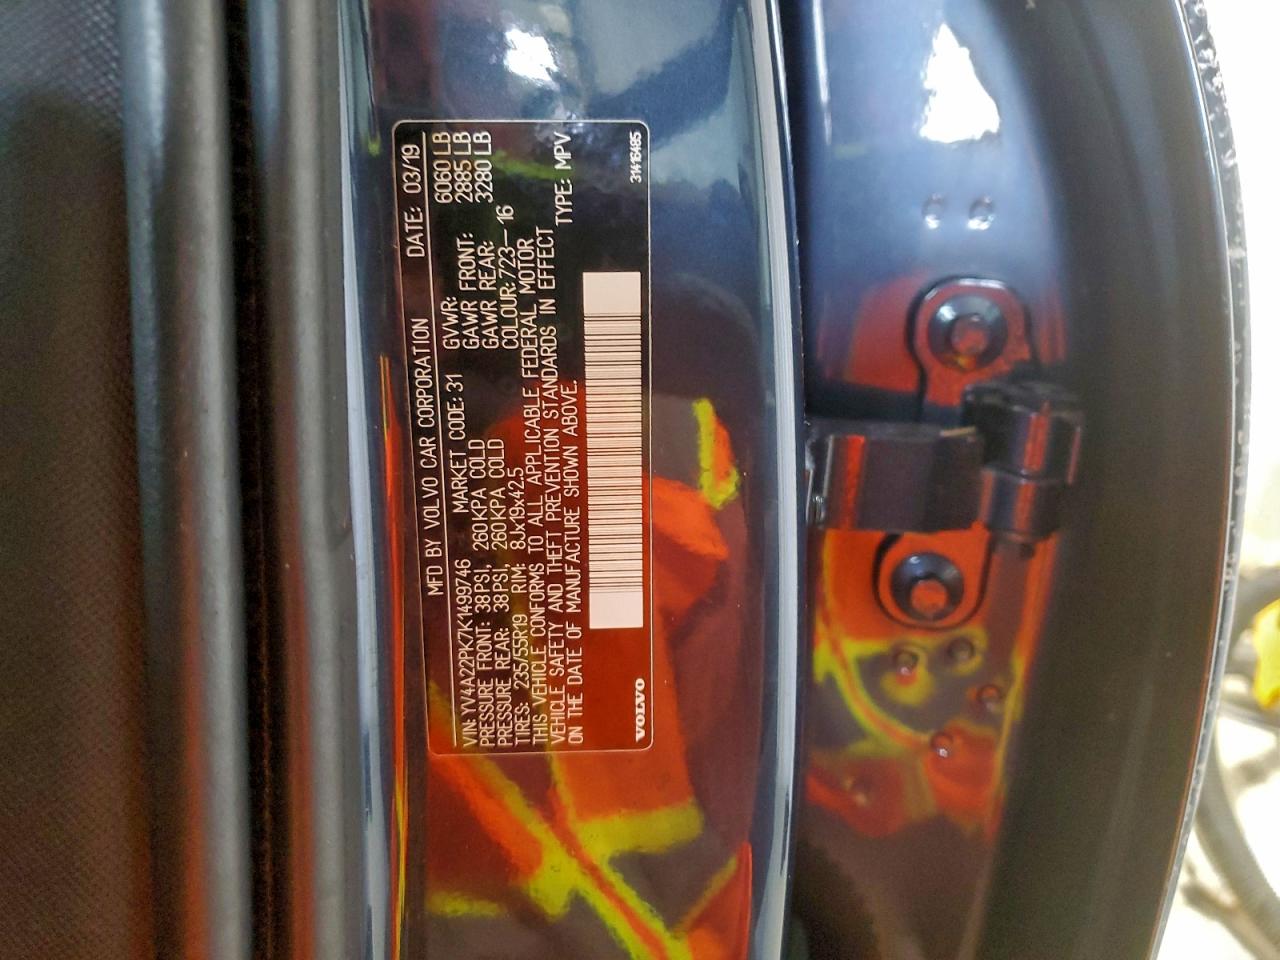 MFD BY VOLVO CAR CORPORATION DATE: 03/19
VIN: YV4A22PK7K1499746 MARKET CODE: 31 GVWR: 6060 LB
PRESSURE FRONT: 38PSI, 260KPA COLD GAWR FRONT: 2885 LB
PRESSURE REAR: 38PSI, 260KPA COLD GAWR REAR: 3280 LB
TIRES: 235/55R19 RIM: 8Jx19x42.5 COLOUR: 723—16
THIS VEHICLE CONFORMS TO ALL APPLICABLE FEDERAL MOTOR
VEHICLE SAFETY AND THEFT PREVENTION STANDARDS IN EFFECT
ON THE DATE OF MANUFACTURE SHOWN ABOVE. TYPE: MPV
VOLVO 31416485